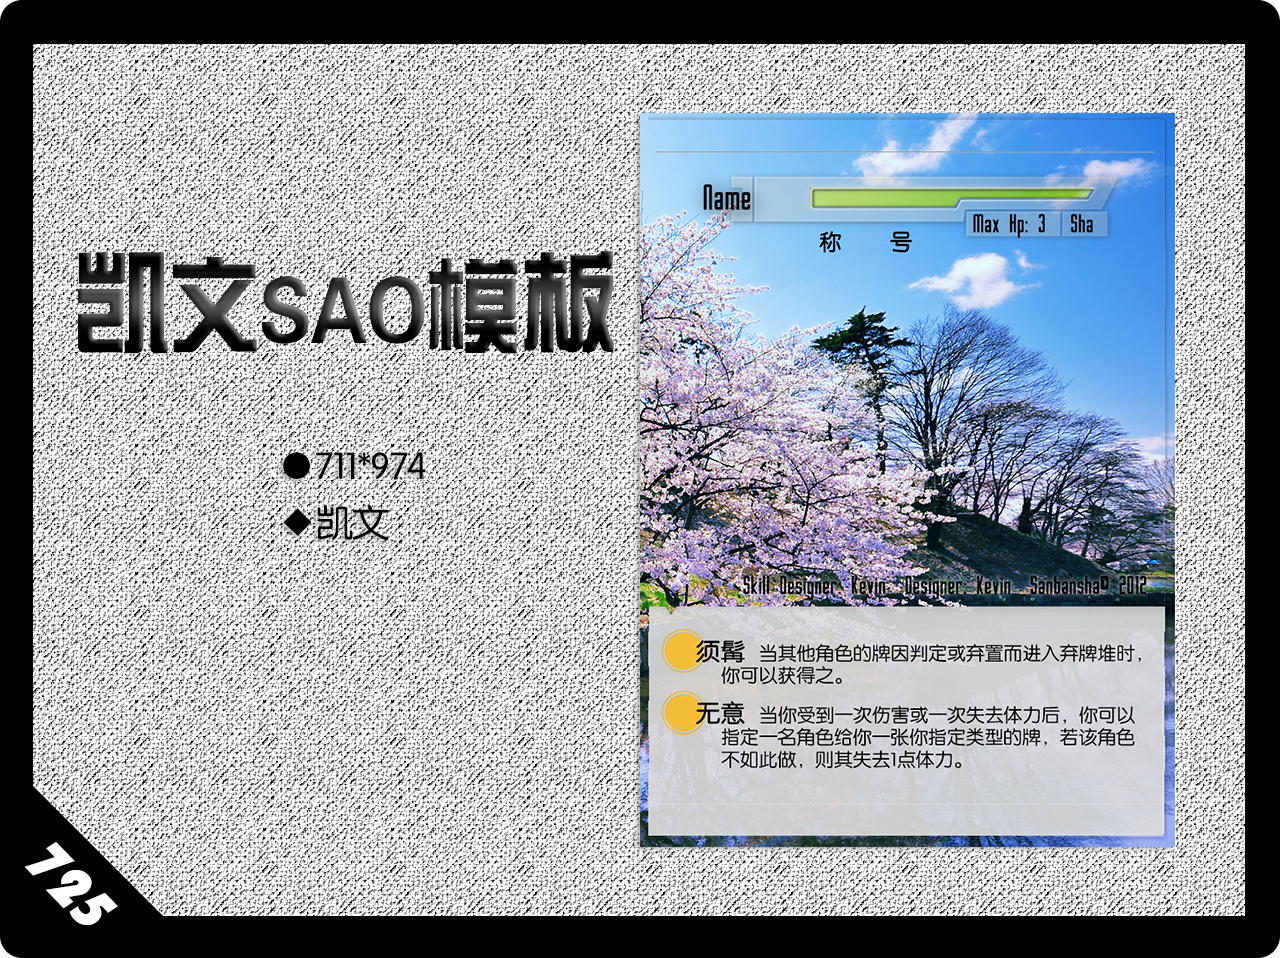 凯文SAO模板
●711*974
◆凯文
Name
Max Hp: 3 Sha
称 号
Skill Designer Kevin Designer Kevin Sanbansha© 2012
须髯 当其他角色的牌因判定或弃置而进入弃牌堆时，
你可以获得之。
无意 当你受到一次伤害或一次失去体力后，你可以
指定一名角色给你一张你指定类型的牌，若该角色
不如此做，则其失去1点体力。
725